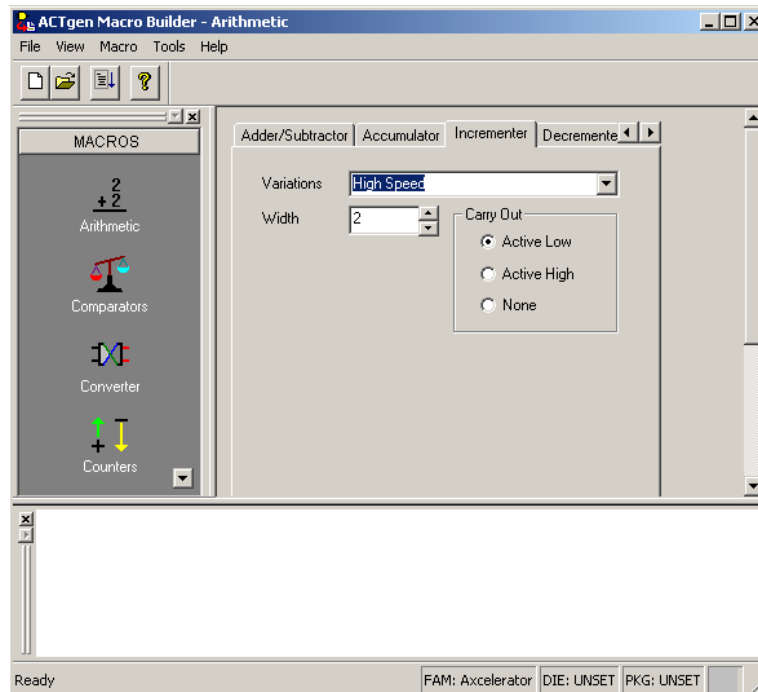 ACTgen Macro Builder - Arithmetic
File View Macro Tools Help
MACROS
2
+ 2
Arithmetic
Comparators
Converter
Counters
Adder/Subtractor Accumulator Incrementer Decremente
Variations High Speed
Width 2
Carry Out
Active Low
Active High
None
Ready FAM: Axcelerator DIE: UNSET PKG: UNSET